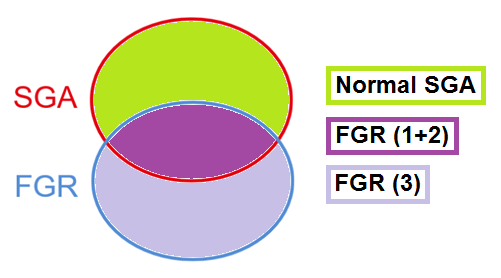 SGA
FGR
Normal SGA
FGR (1+2)
FGR (3)